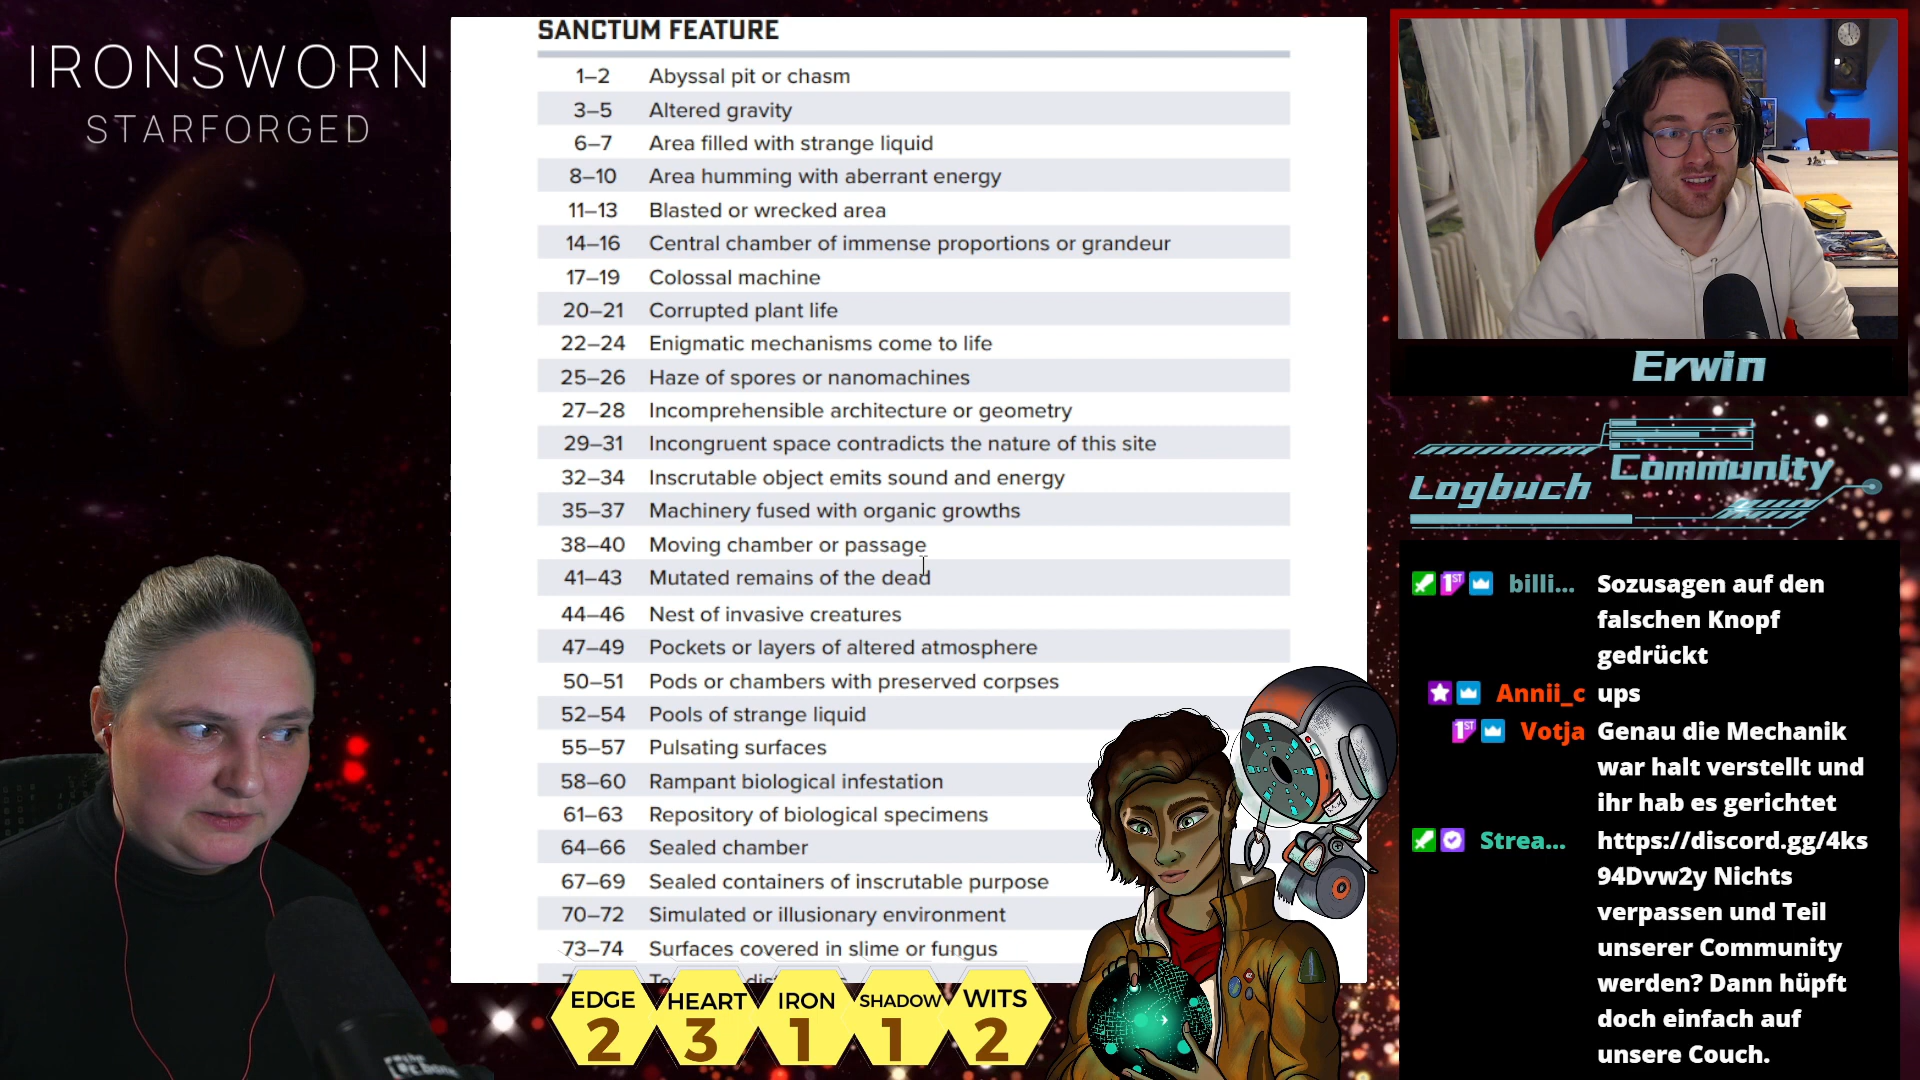 IRONSWORN
STARFORGED
SANCTUM FEATURE
1–2 Abyssal pit or chasm
3–5 Altered gravity
6–7 Area filled with strange liquid
8–10 Area humming with aberrant energy
11–13 Blasted or wrecked area
14–16 Central chamber of immense proportions or grandeur
17–19 Colossal machine
20–21 Corrupted plant life
22–24 Enigmatic mechanisms come to life
25–26 Haze of spores or nanomachines
27–28 Incomprehensible architecture or geometry
29–31 Incongruent space contradicts the nature of this site
32–34 Inscrutable object emits sound and energy
35–37 Machinery fused with organic growths
38–40 Moving chamber or passage
41–43 Mutated remains of the dead
44–46 Nest of invasive creatures
47–49 Pockets or layers of altered atmosphere
50–51 Pods or chambers with preserved corpses
52–54 Pools of strange liquid
55–57 Pulsating surfaces
58–60 Rampant biological infestation
61–63 Repository of biological specimens
64–66 Sealed chamber
67–69 Sealed containers of inscrutable purpose
70–72 Simulated or illusionary environment
73–74 Surfaces covered in slime or fungus
EDGE HEART IRON SHADOW WITS
2 3 1 1 2
Erwin
Logbuch Community
billi... Sozusagen auf den
falschen Knopf
gedrückt
Annii_c ups
1ST Votja Genau die Mechanik
war halt verstellt und
ihr hab es gerichtet
Strea... https://discord.gg/4ks
94Dvw2y Nichts
verpassen und Teil
unserer Community
werden? Dann hüpft
doch einfach auf
unsere Couch.